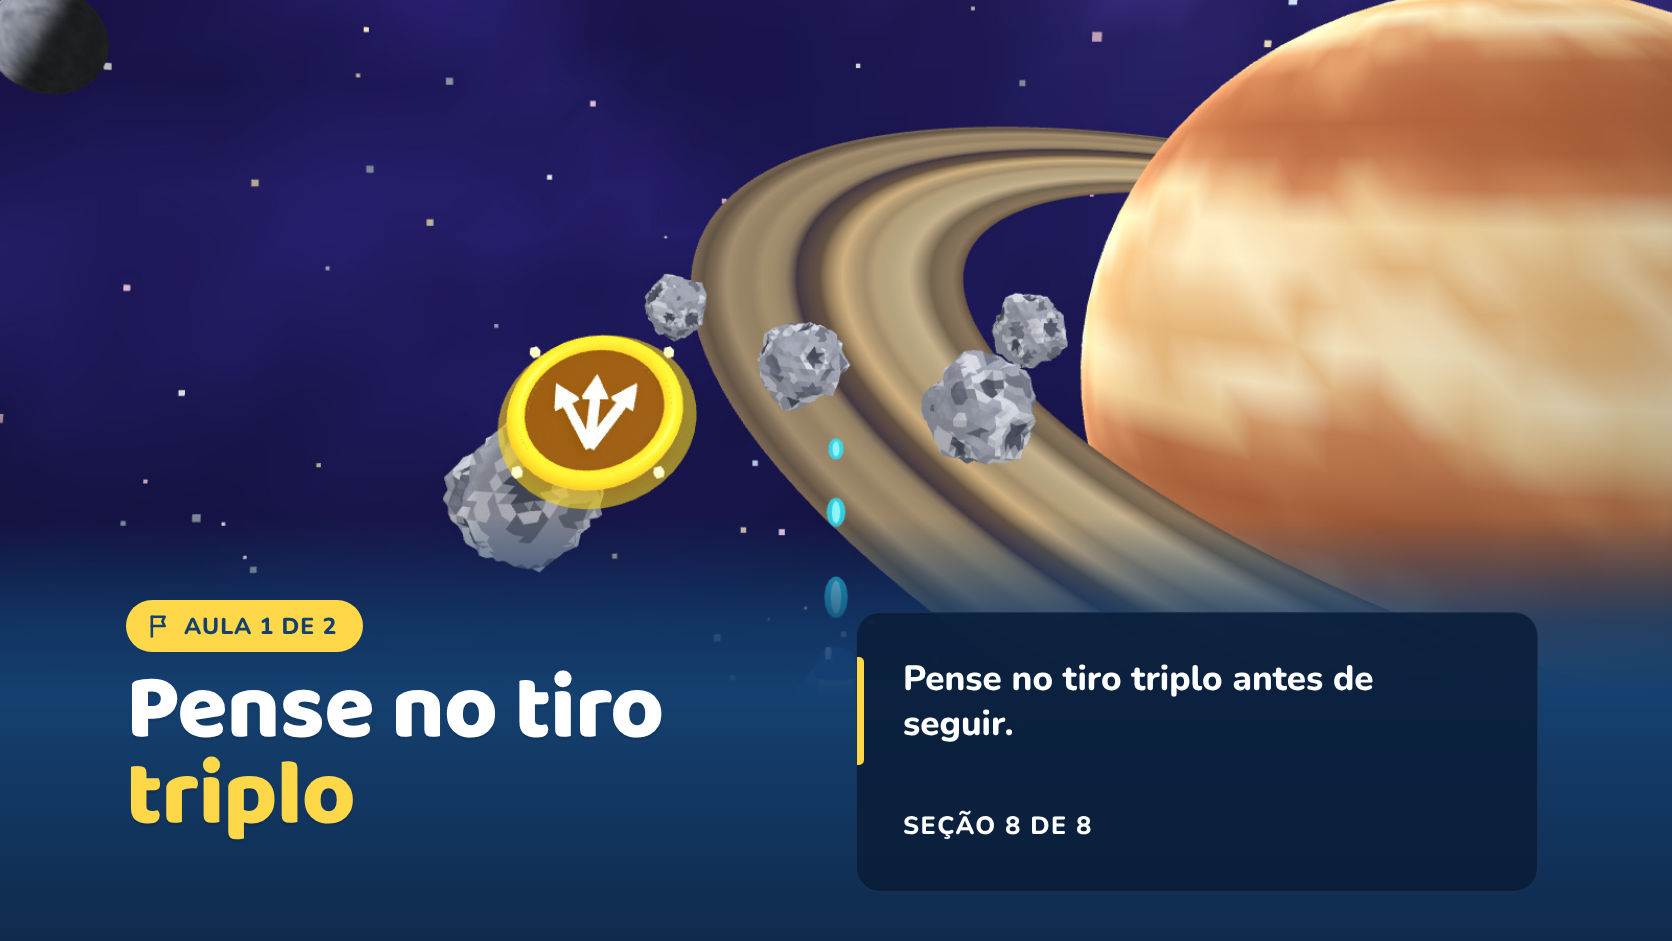 AULA 1 DE 2
Pense no tiro
triplo
Pense no tiro triplo antes de
seguir.
SEÇÃO 8 DE 8